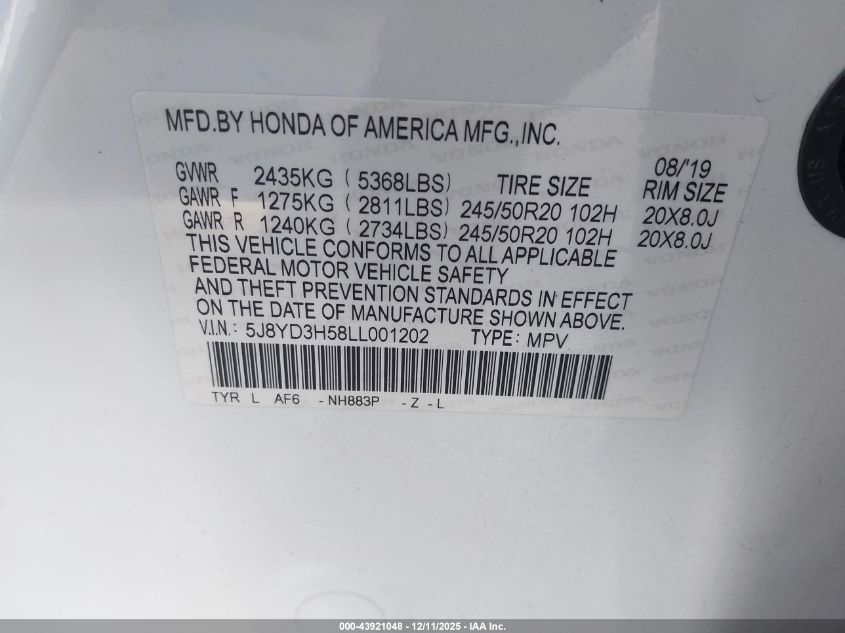 MFD.BY HONDA OF AMERICA MFG.,INC.
08/'19
GVWR 2435KG ( 5368LBS) TIRE SIZE RIM SIZE
GAWR F 1275KG ( 2811LBS) 245/50R20 102H 20X8.0J
GAWR R 1240KG ( 2734LBS) 245/50R20 102H 20X8.0J
THIS VEHICLE CONFORMS TO ALL APPLICABLE
FEDERAL MOTOR VEHICLE SAFETY
AND THEFT PREVENTION STANDARDS IN EFFECT
ON THE DATE OF MANUFACTURE SHOWN ABOVE.
V.I.N.: 5J8YD3H58LL001202 TYPE: MPV
TYR L AF6 - NH883P - Z - L
000-43921048 - 12/11/2025 - IAA Inc.